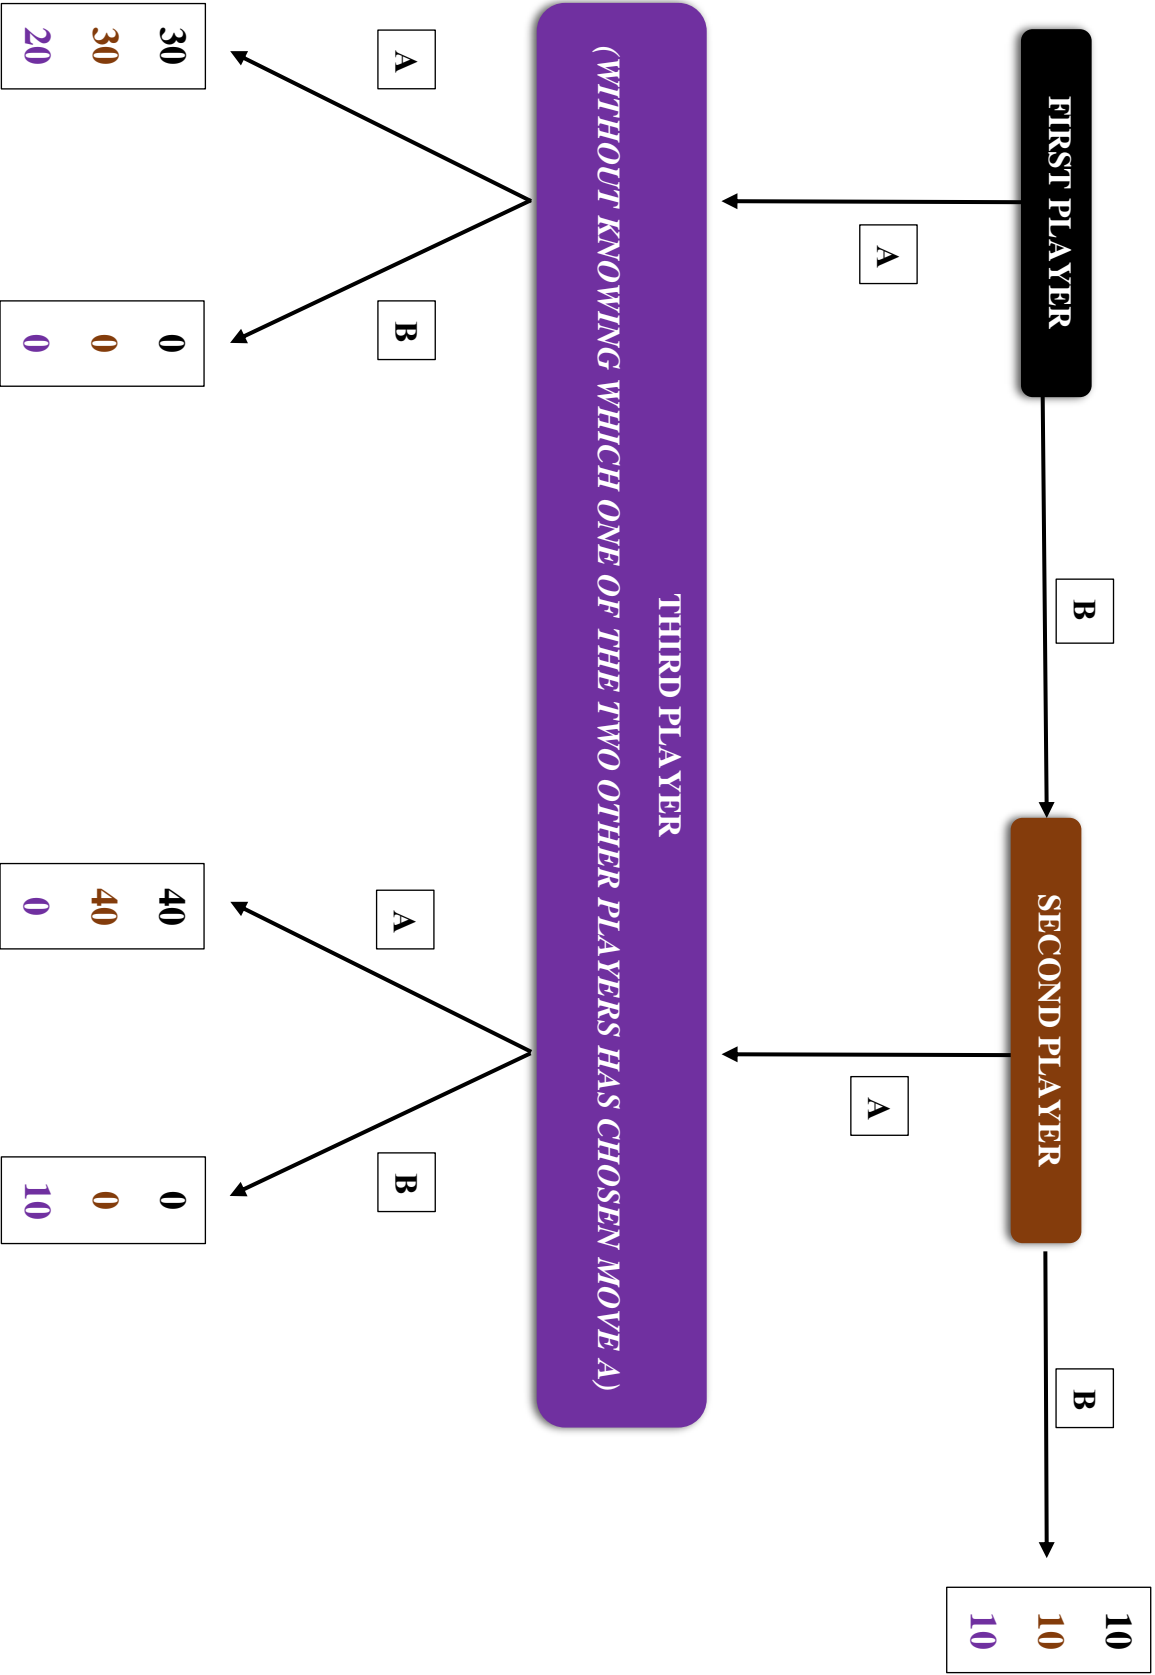 FIRST PLAYER
B
SECOND PLAYER
B
10
10
10
A
A
THIRD PLAYER
(WITHOUT KNOWING WHICH ONE OF THE TWO OTHER PLAYERS HAS CHOSEN MOVE A)
A
B
A
B
30
30
20
0
0
0
40
40
0
0
0
10